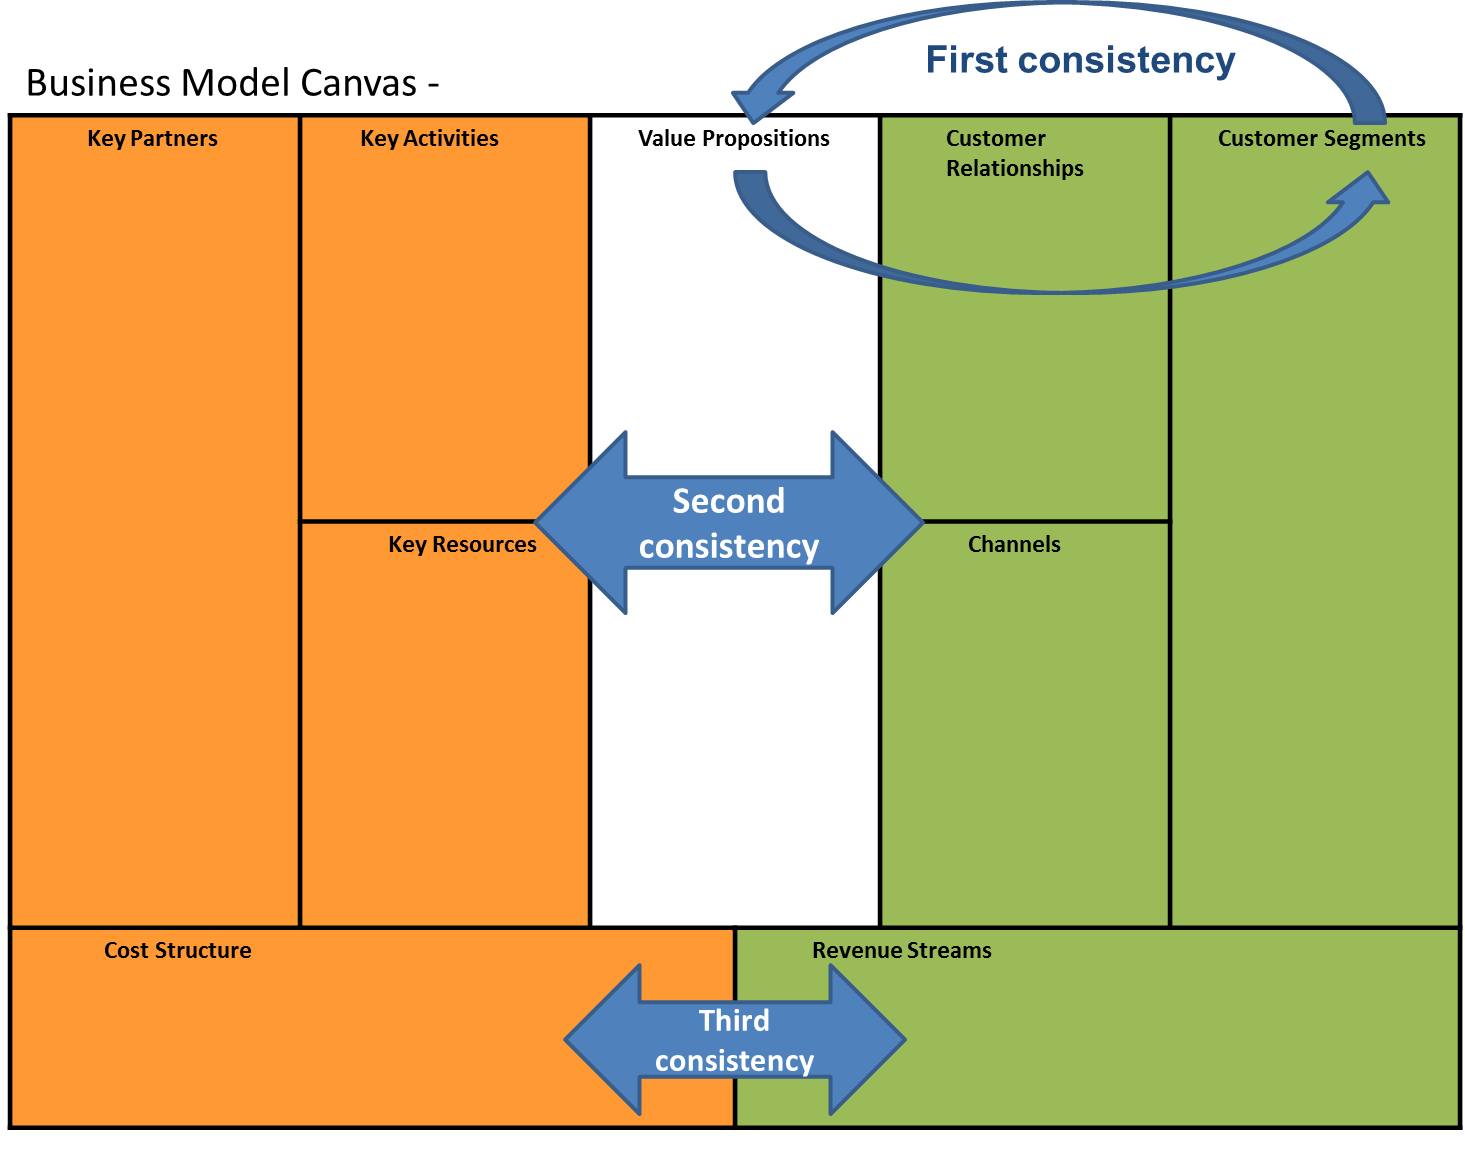 First consistency
Business Model Canvas -
Key Partners
Key Activities
Value Propositions
Customer
Relationships
Customer Segments
Second
consistency
Key Resources
Channels
Cost Structure
Revenue Streams
Third
consistency